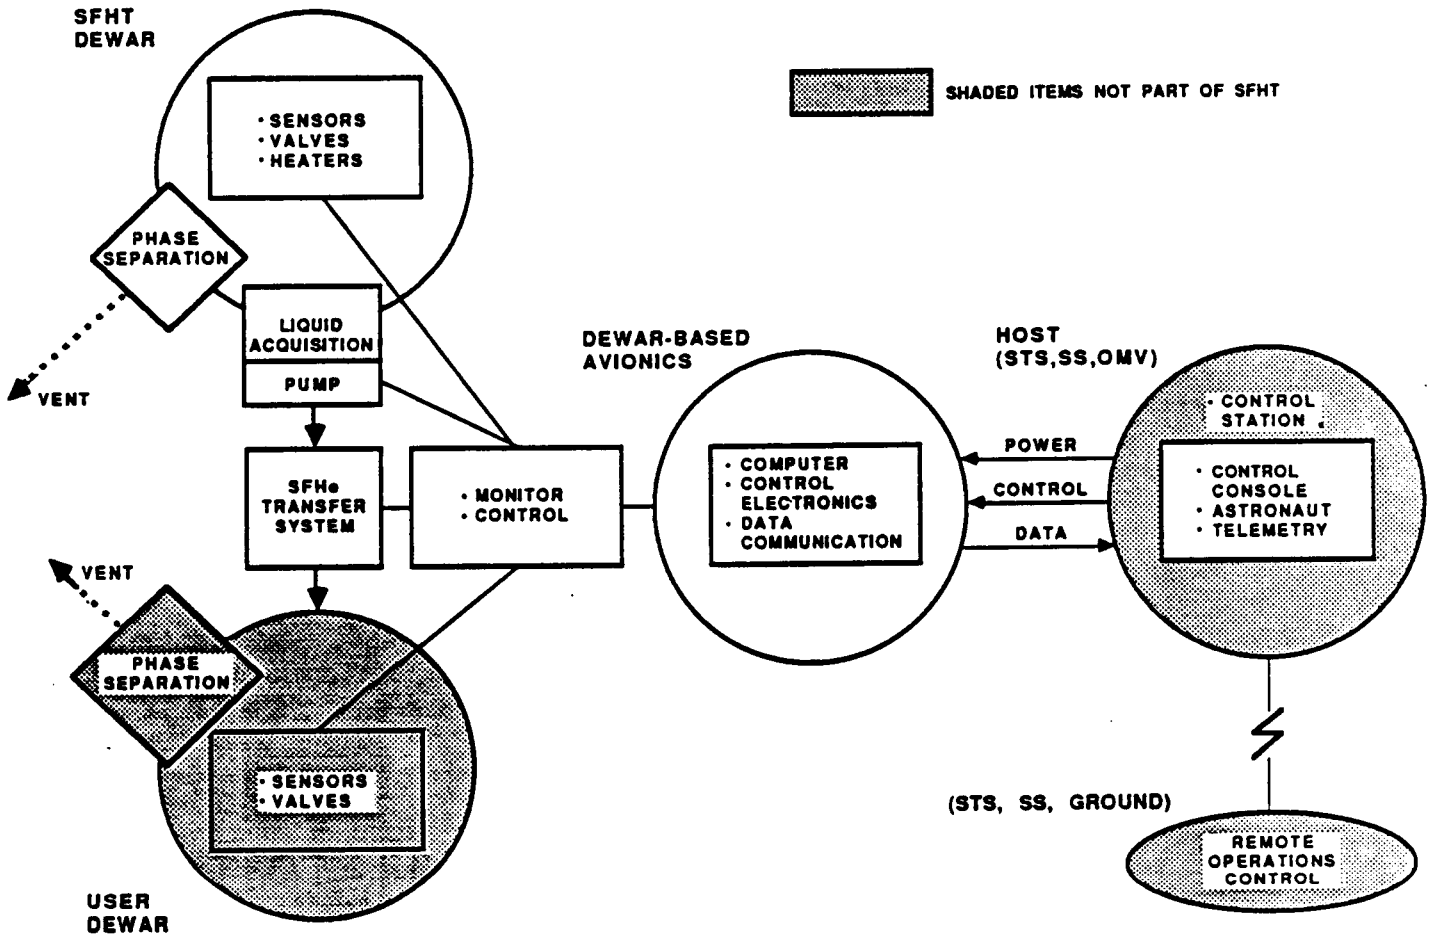 SFHT
DEWAR
• SENSORS
• VALVES
• HEATERS
SHADED ITEMS NOT PART OF SFHT
PHASE
SEPARATION
VENT
LIQUID
ACQUISITION
PUMP
SFHe
TRANSFER
SYSTEM
• MONITOR
• CONTROL
DEWAR-BASED
AVIONICS
• COMPUTER
• CONTROL
ELECTRONICS
• DATA
COMMUNICATION
POWER
CONTROL
DATA
HOST
(STS,SS,OMV)
• CONTROL
STATION
• CONTROL
CONSOLE
• ASTRONAUT
• TELEMETRY
VENT
PHASE
SEPARATION
• SENSORS
• VALVES
USER
DEWAR
(STS, SS, GROUND)
REMOTE
OPERATIONS
CONTROL